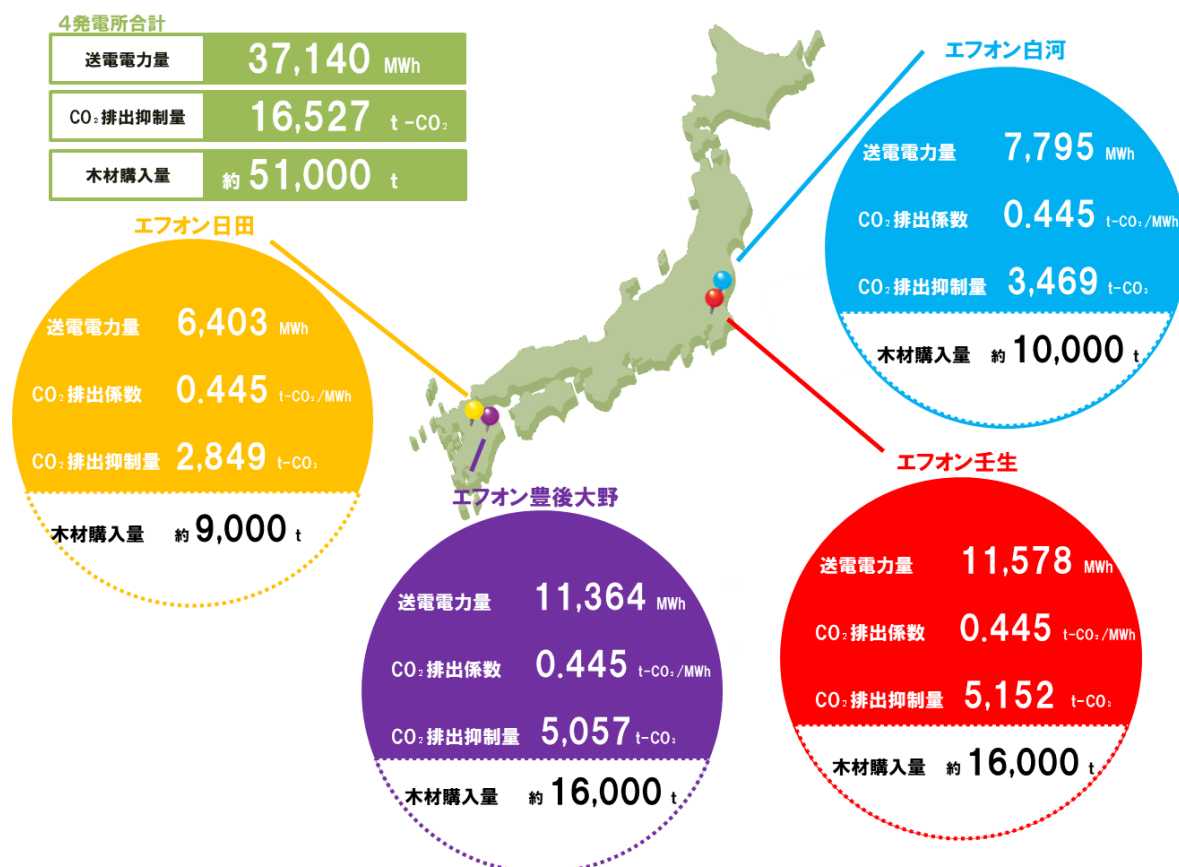 4発電所合計
送電電力量 37,140 MWh
CO₂排出抑制量 16,527 t-CO₂
木材購入量 約 51,000 t
エフオン白河
送電電力量 7,795 MWh
CO₂排出係数 0.445 t-CO₂/MWh
CO₂排出抑制量 3,469 t-CO₂
木材購入量 約 10,000 t
エフオン日田
送電電力量 6,403 MWh
CO₂排出係数 0.445 t-CO₂/MWh
CO₂排出抑制量 2,849 t-CO₂
木材購入量 約 9,000 t
エフオン豊後大野
送電電力量 11,364 MWh
CO₂排出係数 0.445 t-CO₂/MWh
CO₂排出抑制量 5,057 t-CO₂
木材購入量 約 16,000 t
エフオン壬生
送電電力量 11,578 MWh
CO₂排出係数 0.445 t-CO₂/MWh
CO₂排出抑制量 5,152 t-CO₂
木材購入量 約 16,000 t